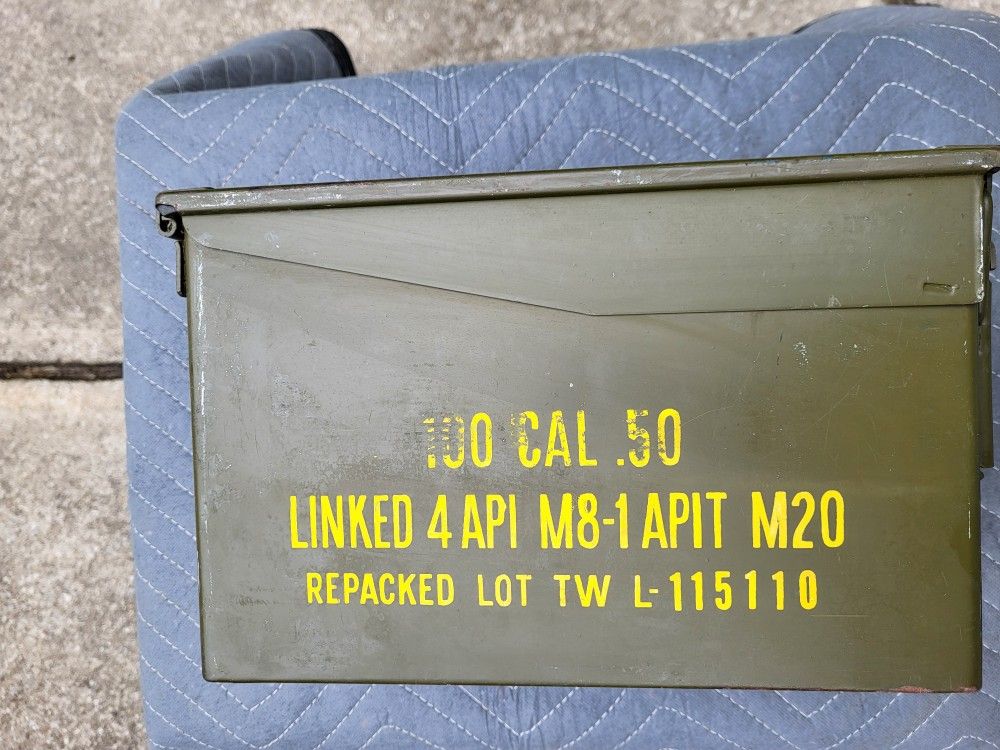 100 CAL .50
LINKED 4 API M8-1 APIT M20
REPACKED LOT TW L-115110